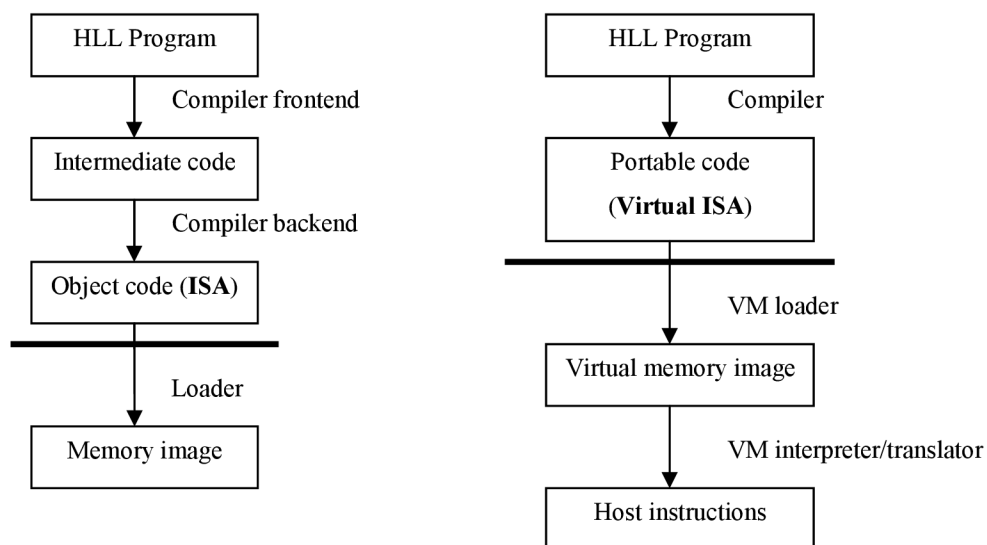 HLL Program
Compiler frontend
Intermediate code
Compiler backend
Object code (ISA)
Loader
Memory image
HLL Program
Compiler
Portable code
(Virtual ISA)
VM loader
Virtual memory image
VM interpreter/translator
Host instructions